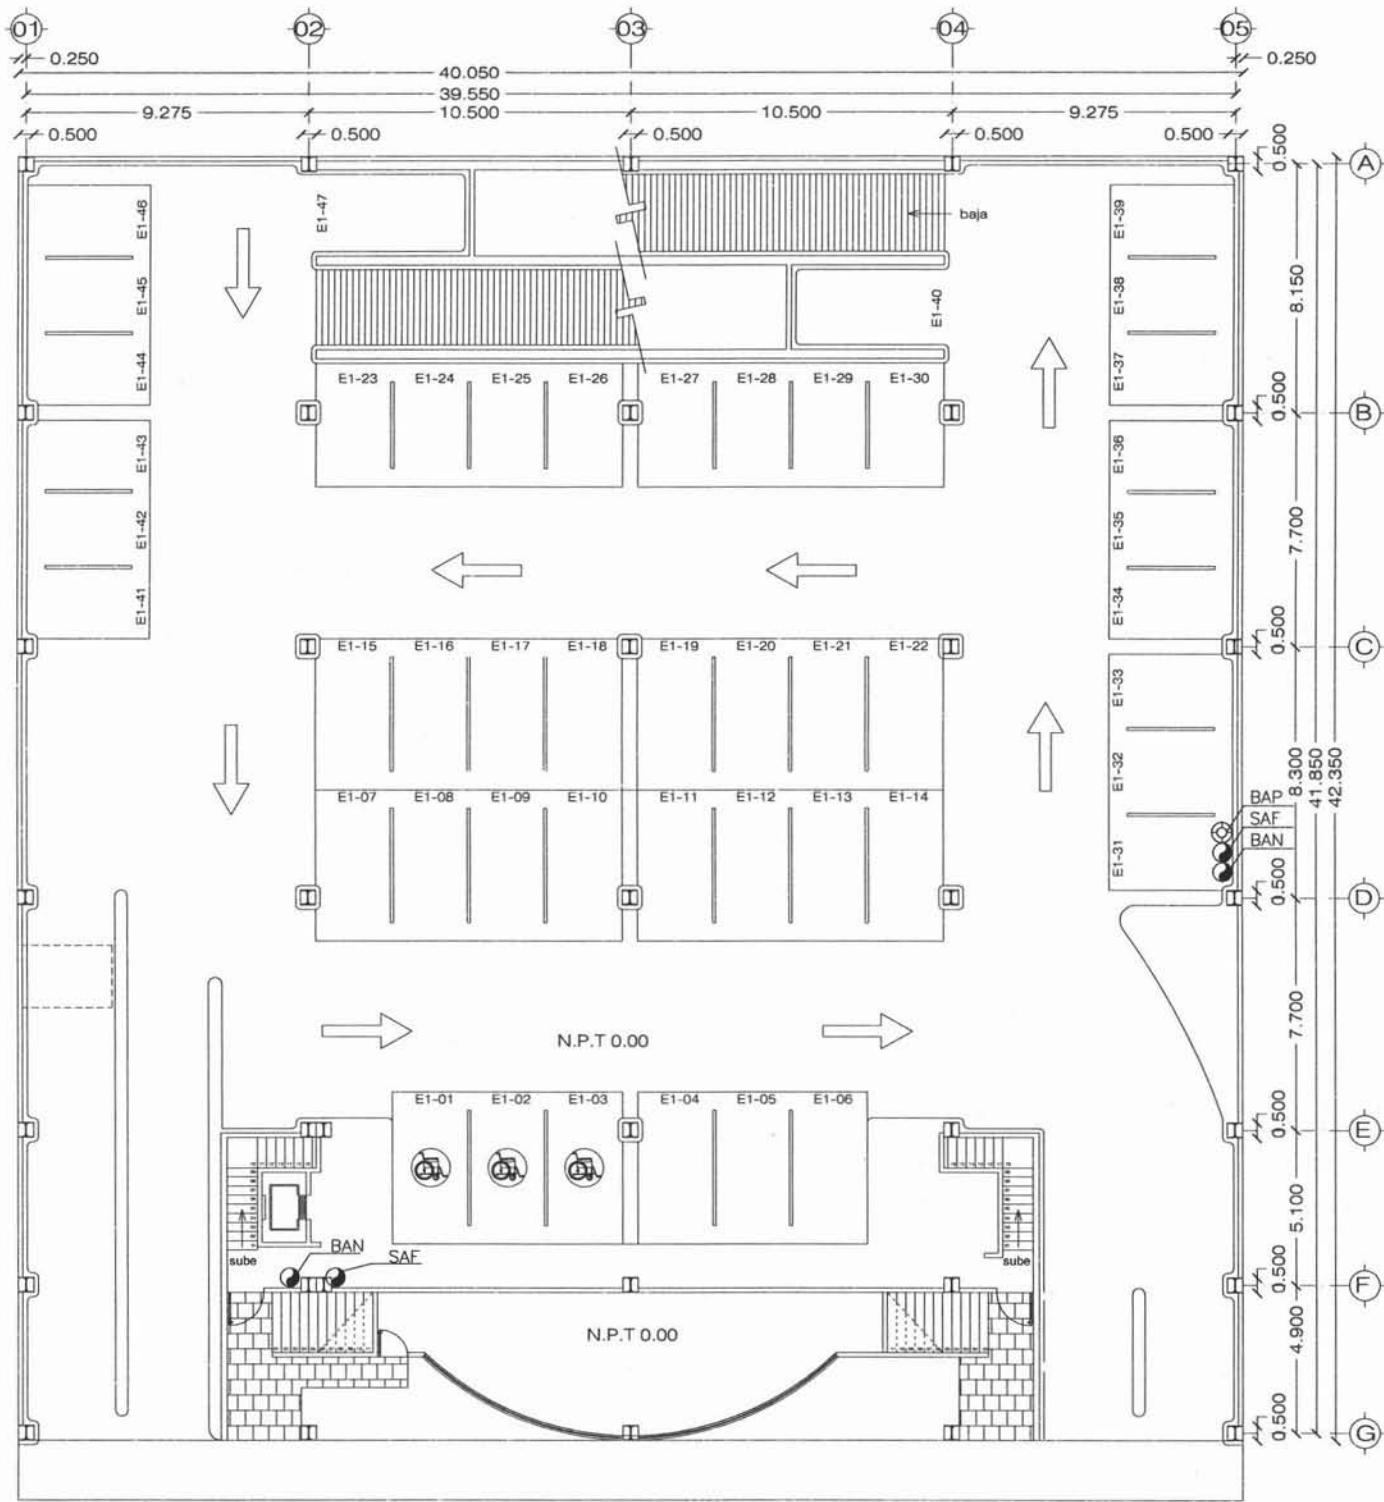 01 02 03 04 05
0.250 0.250
40.050
39.550
9.275 10.500 10.500 9.275
0.500 0.500 0.500 0.500 0.500
0.500 A
E1-46 E1-47 baja E1-39
E1-45 E1-38 8.150
E1-40
E1-44 E1-37
E1-23 E1-24 E1-25 E1-26 E1-27 E1-28 E1-29 E1-30
0.500 B
E1-43 E1-36
E1-42 E1-35 7.700
E1-41 E1-34
0.500 C
E1-15 E1-16 E1-17 E1-18 E1-19 E1-20 E1-21 E1-22
E1-33
E1-32 8.300 41.850 42.350
E1-07 E1-08 E1-09 E1-10 E1-11 E1-12 E1-13 E1-14
BAP
SAF
BAN
E1-31
0.500 D
7.700
N.P.T 0.00
E1-01 E1-02 E1-03 E1-04 E1-05 E1-06
0.500 E
5.100
sube sube
BAN
SAF
0.500 F
N.P.T 0.00
4.900
0.500 G